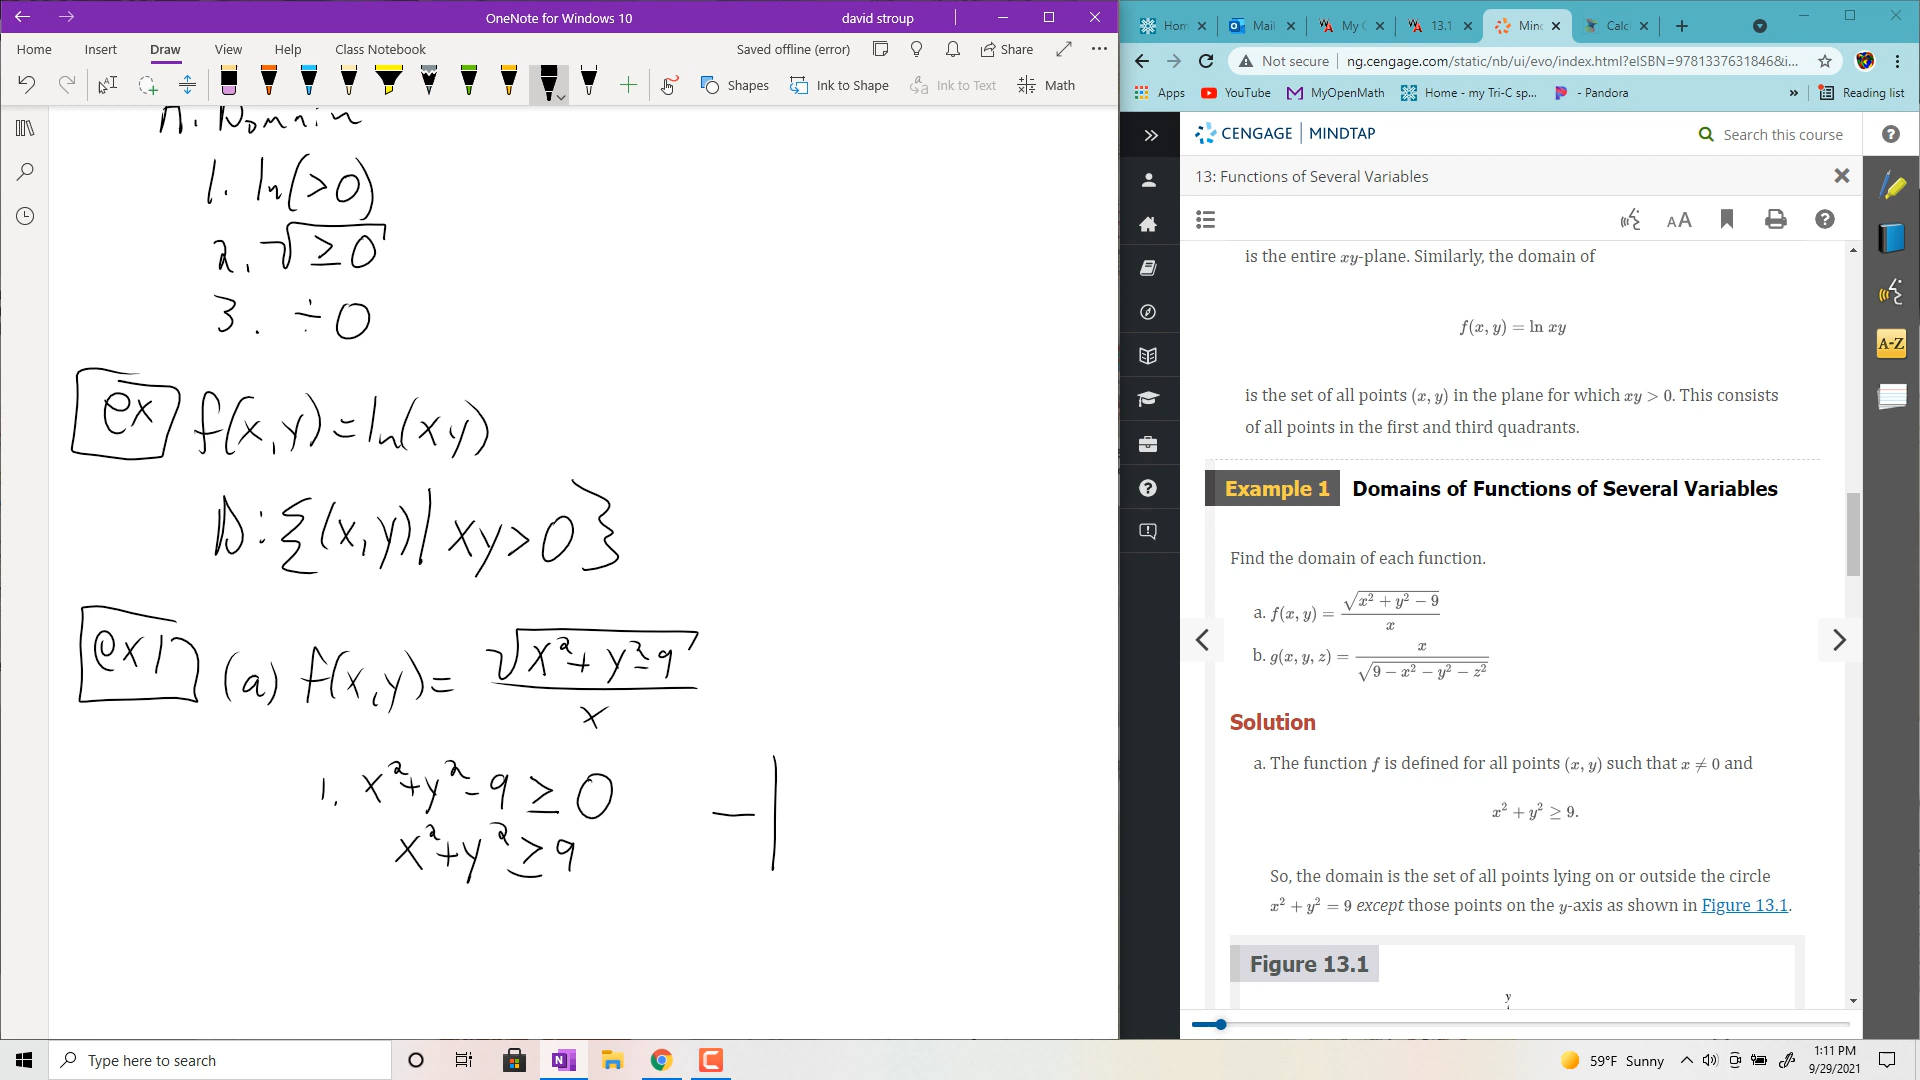 OneNote for Windows 10
david stroup
Home Insert Draw View Help Class Notebook
Saved offline (error)
Share
Shapes
Ink to Shape
Ink to Text
Math
A. Domain
1. ln(>0)
2. √≥0
3. ÷0
ex f(x,y)=ln(xy)
D:{(x,y)| xy>0}
ex1 (a) f(x,y)= √x²+y²-9
x
1. x²+y²-9≥0
x²+y²≥9
Type here to search
Hom
Mail
My C
13.1
Minc
Calc
Not secure
ng.cengage.com/static/nb/ui/evo/index.html?eISBN=9781337631846&i...
Apps
YouTube
MyOpenMath
Home - my Tri-C sp...
- Pandora
»
Reading list
CENGAGE | MINDTAP
Search this course
13: Functions of Several Variables
AA
is the entire xy-plane. Similarly, the domain of
f(x, y) = ln xy
is the set of all points (x, y) in the plane for which xy > 0. This consists
of all points in the first and third quadrants.
Example 1 Domains of Functions of Several Variables
Find the domain of each function.
a. f(x, y) = √x² + y² − 9
x
b. g(x, y, z) = x
√9 − x² − y² − z²
Solution
a. The function f is defined for all points (x, y) such that x ≠ 0 and
x² + y² ≥ 9.
So, the domain is the set of all points lying on or outside the circle
x² + y² = 9 except those points on the y-axis as shown in Figure 13.1.
Figure 13.1
y
A-Z
59°F Sunny
1:11 PM
9/29/2021